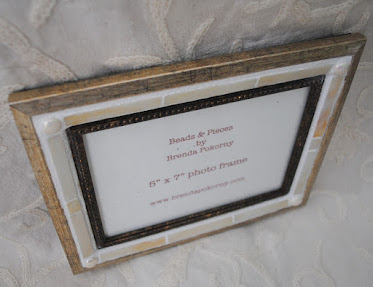 Beads & Pieces
by
Brenda Pokorny
5" x 7" photo frame
www.brendapokorny.com